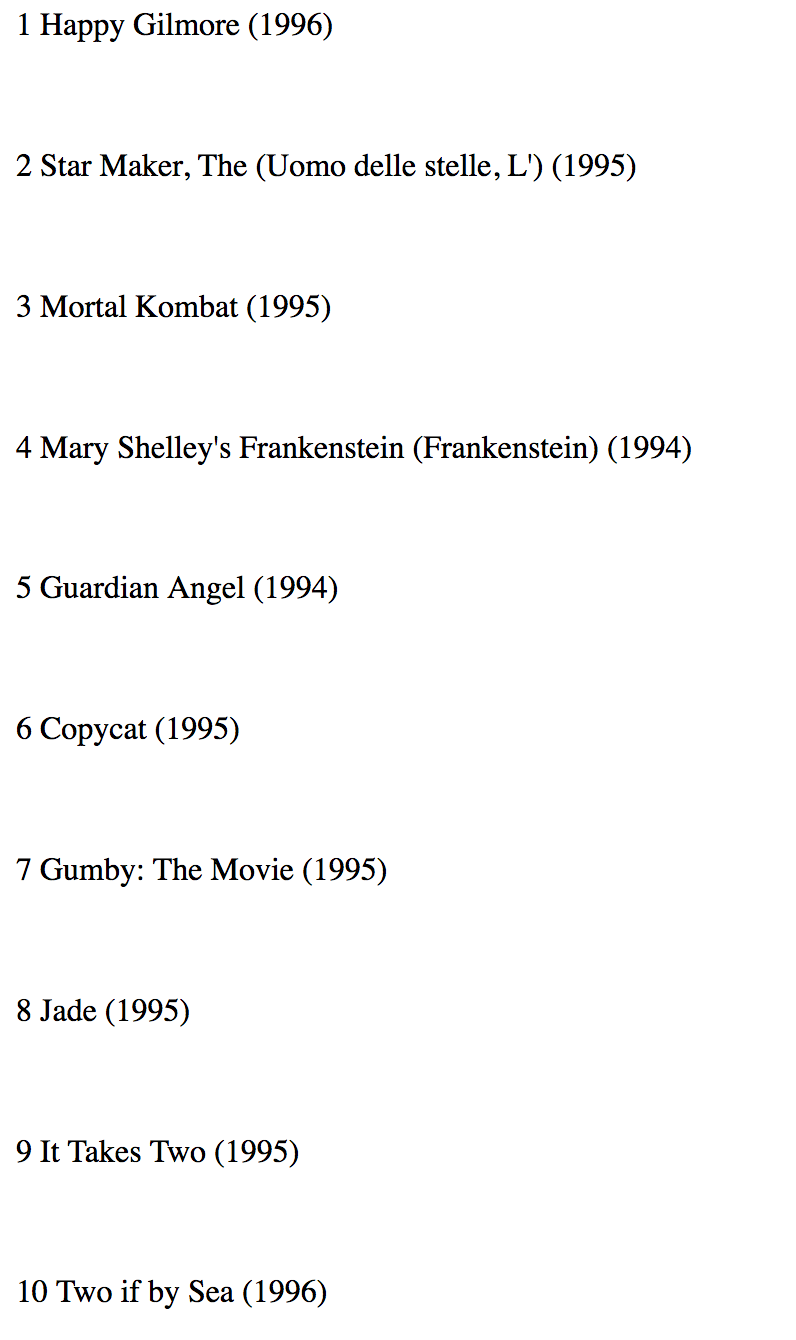 1 Happy Gilmore (1996)
2 Star Maker, The (Uomo delle stelle, L') (1995)
3 Mortal Kombat (1995)
4 Mary Shelley's Frankenstein (Frankenstein) (1994)
5 Guardian Angel (1994)
6 Copycat (1995)
7 Gumby: The Movie (1995)
8 Jade (1995)
9 It Takes Two (1995)
10 Two if by Sea (1996)